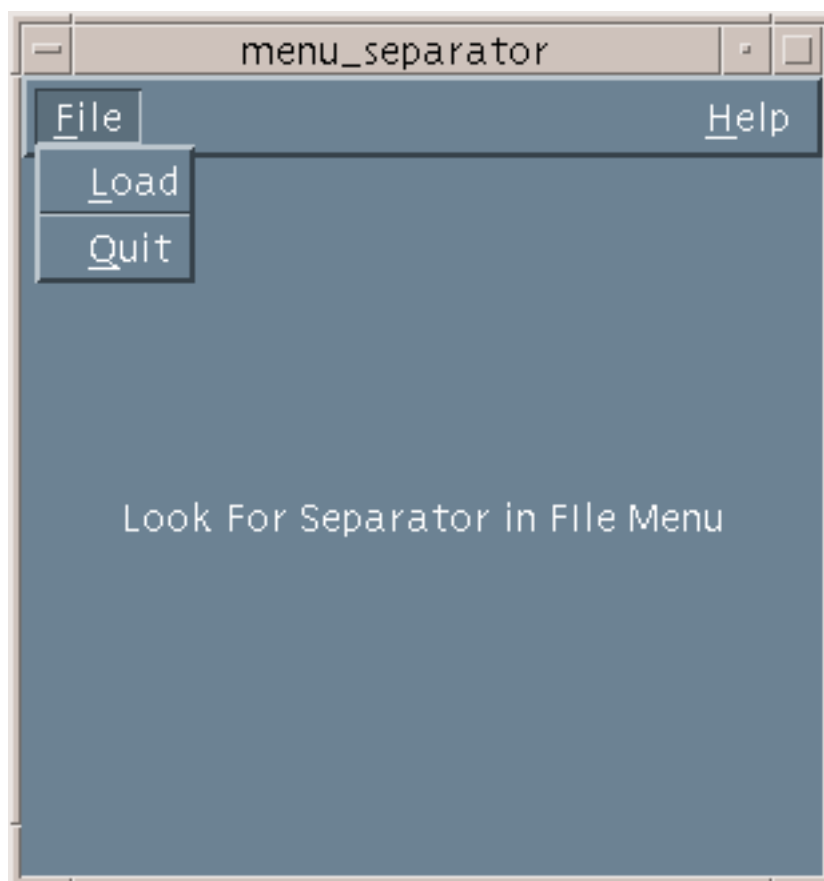 menu_separator
File Help
Load
Quit
Look For Separator in FIle Menu